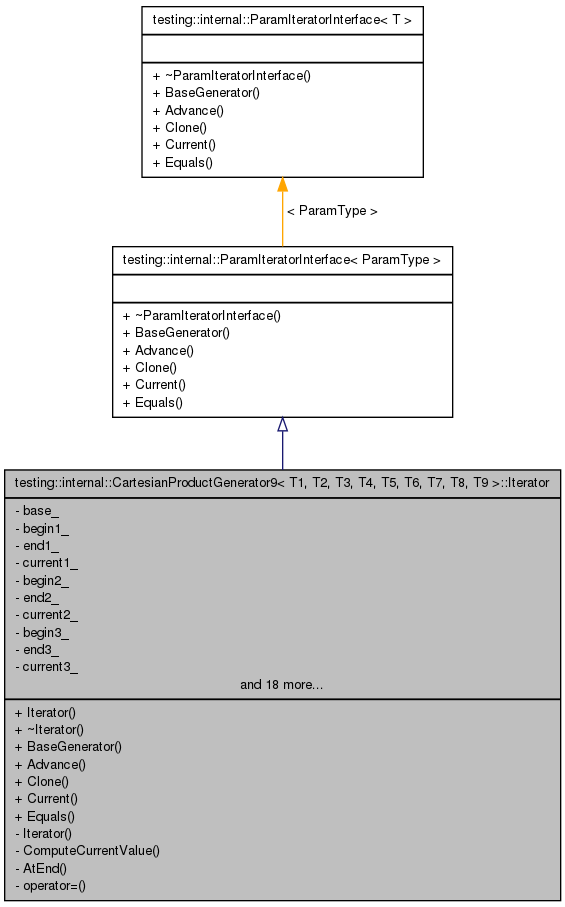 testing::internal::ParamIteratorInterface< T >
+ ~ParamIteratorInterface()
+ BaseGenerator()
+ Advance()
+ Clone()
+ Current()
+ Equals()
< ParamType >
testing::internal::ParamIteratorInterface< ParamType >
+ ~ParamIteratorInterface()
+ BaseGenerator()
+ Advance()
+ Clone()
+ Current()
+ Equals()
testing::internal::CartesianProductGenerator9< T1, T2, T3, T4, T5, T6, T7, T8, T9 >::Iterator
- base_
- begin1_
- end1_
- current1_
- begin2_
- end2_
- current2_
- begin3_
- end3_
- current3_
and 18 more...
+ Iterator()
+ ~Iterator()
+ BaseGenerator()
+ Advance()
+ Clone()
+ Current()
+ Equals()
- Iterator()
- ComputeCurrentValue()
- AtEnd()
- operator=()